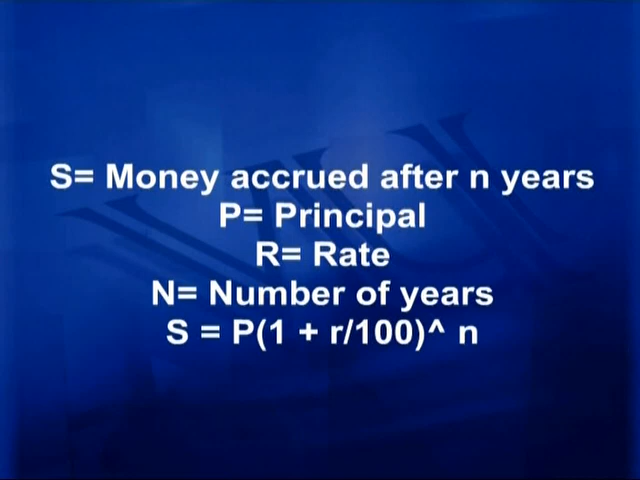 S= Money accrued after n years
P= Principal
R= Rate
N= Number of years
S = P(1 + r/100)^ n